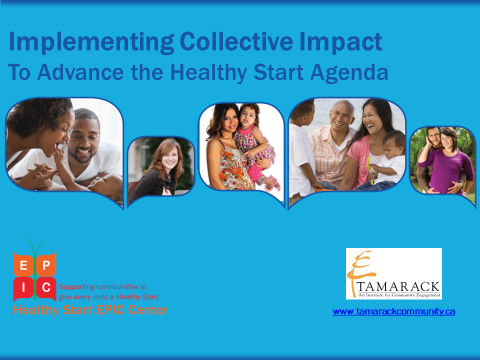 Implementing Collective Impact
To Advance the Healthy Start Agenda
E P
I C
Supporting communities to
give every child a Healthy Start.
Healthy Start EPIC Center
TAMARACK
An Institute for Community Engagement
www.tamarackcommunity.ca